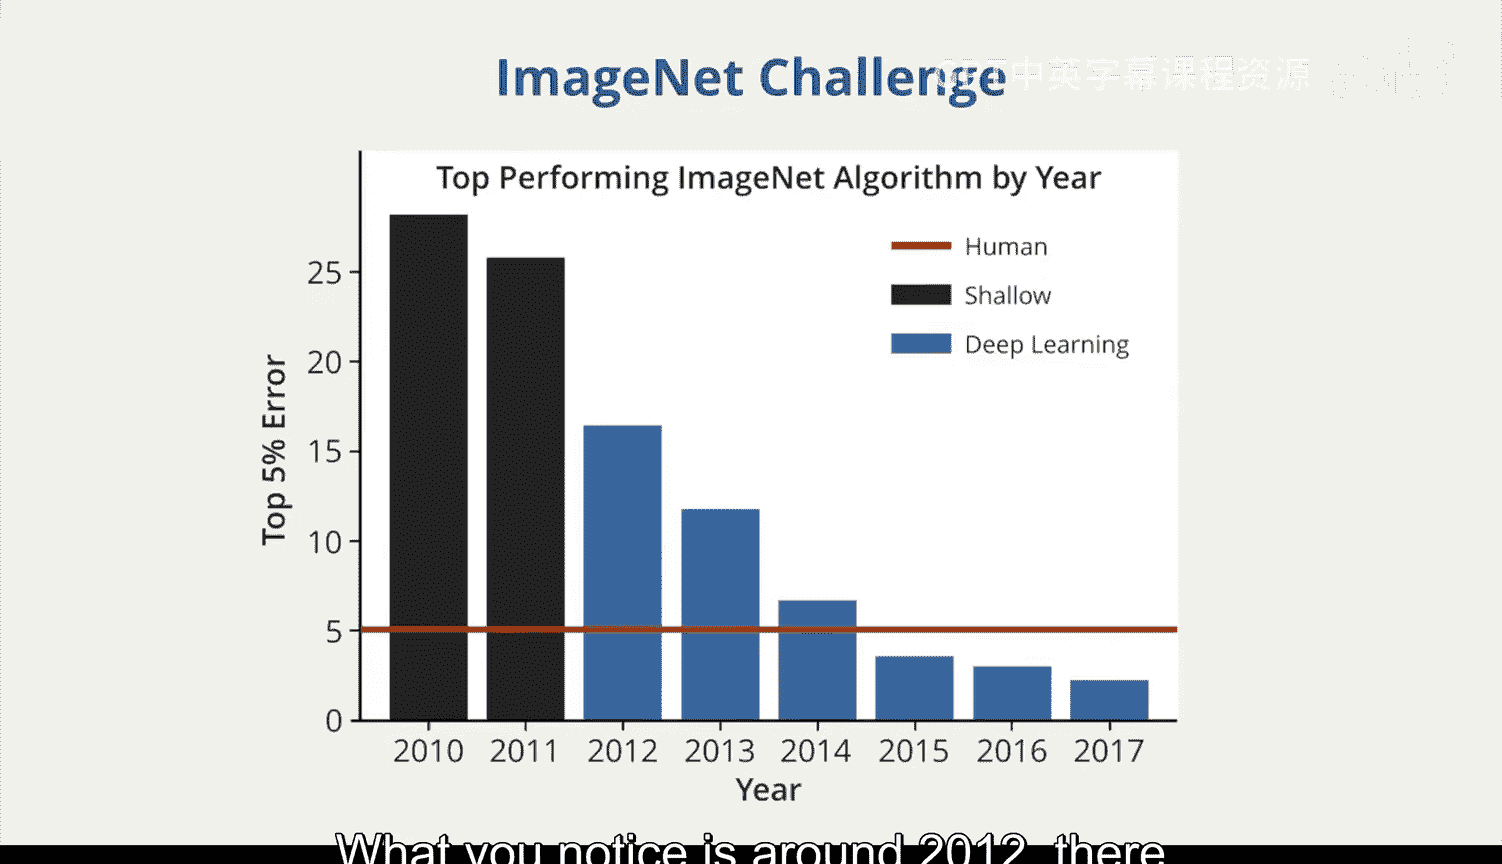 ImageNet Challenge
中英字幕课程资源
Top Performing ImageNet Algorithm by Year
Human
Shallow
Deep Learning
Top 5% Error
25
20
15
10
5
0
2010 2011 2012 2013 2014 2015 2016 2017
Year
What you notice is around 2012, there